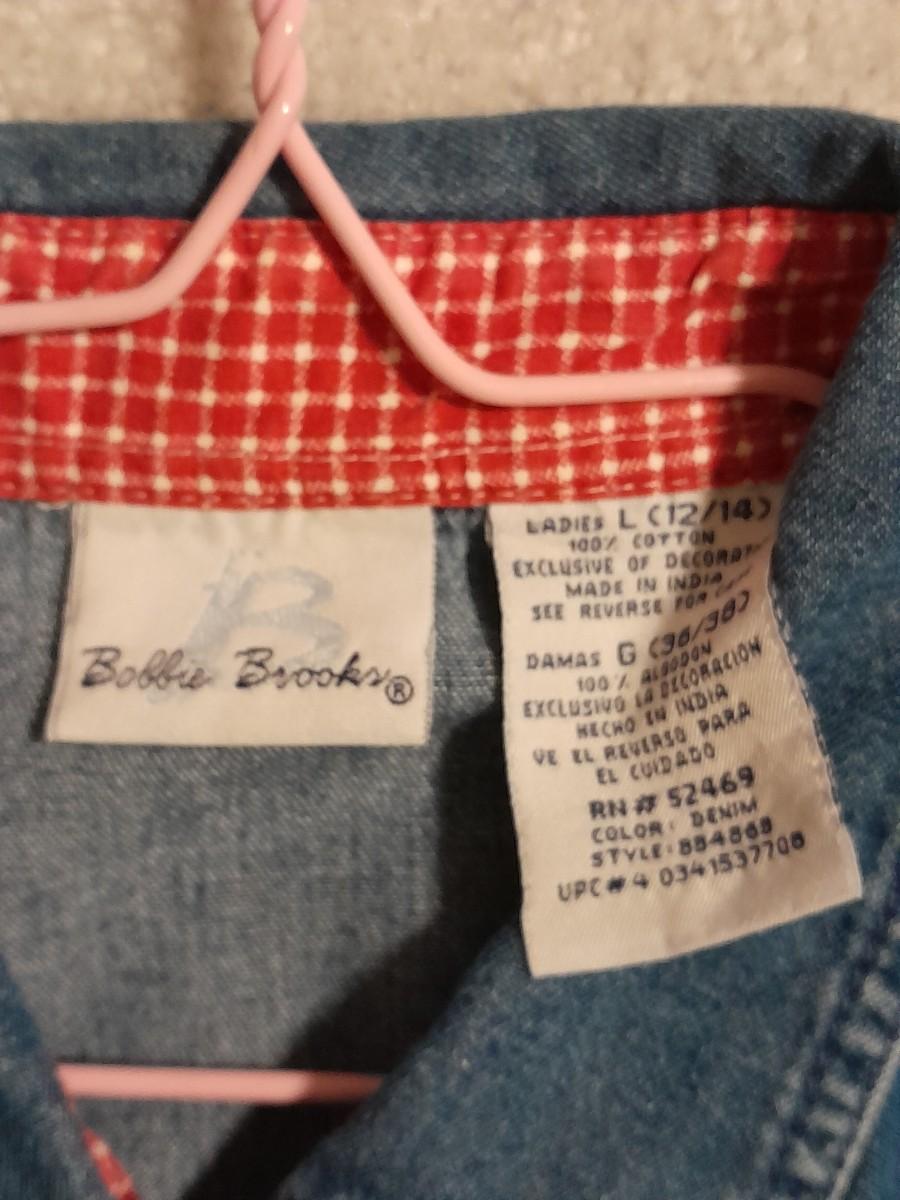 B
Bobbie Brooks®
LADIES L (12/14)
100% COTTON
EXCLUSIVE OF DECORAT
MADE IN INDIA
SEE REVERSE FOR
DAMAS G (36/38)
100% ALGODON
EXCLUSIVO LA DECORACIÓN
HECHO EN INDIA
VE EL REVERSO PARA
EL CUIDADO
RN# 52469
COLOR: DENIM
STYLE: 884868
UPC#4 0341537708